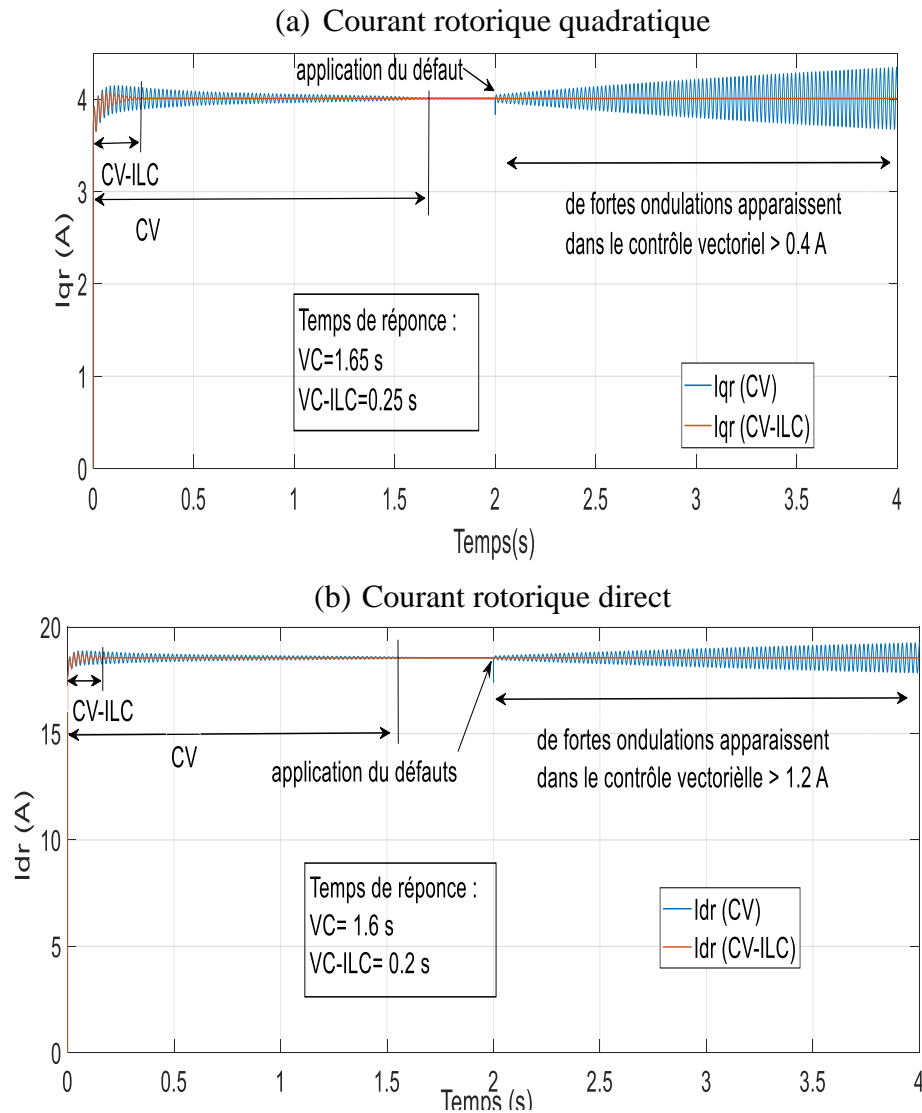 (a) Courant rotorique quadratique
application du défaut
CV-ILC
CV
de fortes ondulations apparaissent
dans le contrôle vectoriel > 0.4 A
Temps de réponce :
VC=1.65 s
VC-ILC=0.25 s
Iqr (CV)
Iqr (CV-ILC)
Iqr (A)
4
3
2
1
0
0 0.5 1 1.5 2 2.5 3 3.5 4
Temps(s)
(b) Courant rotorique direct
CV-ILC
CV
application du défauts
de fortes ondulations apparaissent
dans le contrôle vectorièlle > 1.2 A
Temps de réponce :
VC= 1.6 s
VC-ILC= 0.2 s
Idr (CV)
Idr (CV-ILC)
Idr (A)
20
15
10
5
0
0 0.5 1 1.5 2 2.5 3 3.5 4
Temps (s)